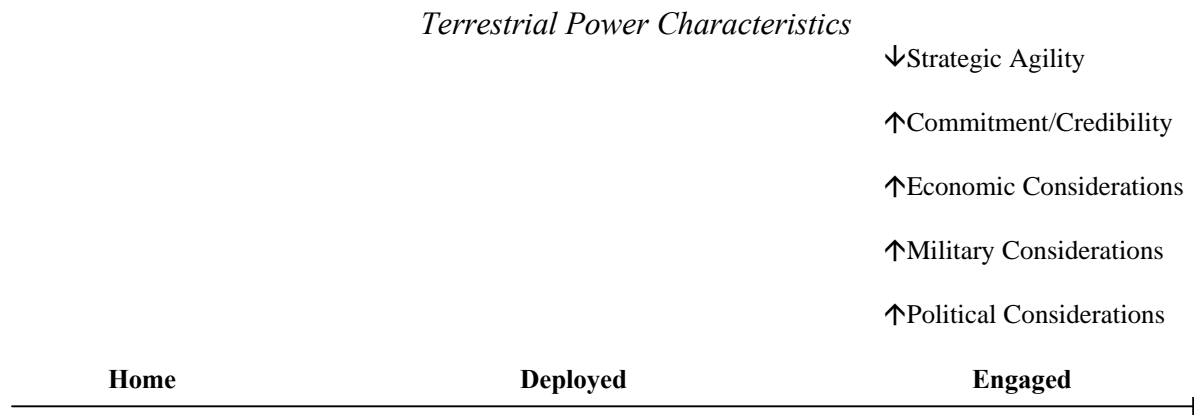 Terrestrial Power Characteristics
↓Strategic Agility
↑Commitment/Credibility
↑Economic Considerations
↑Military Considerations
↑Political Considerations
Home Deployed Engaged